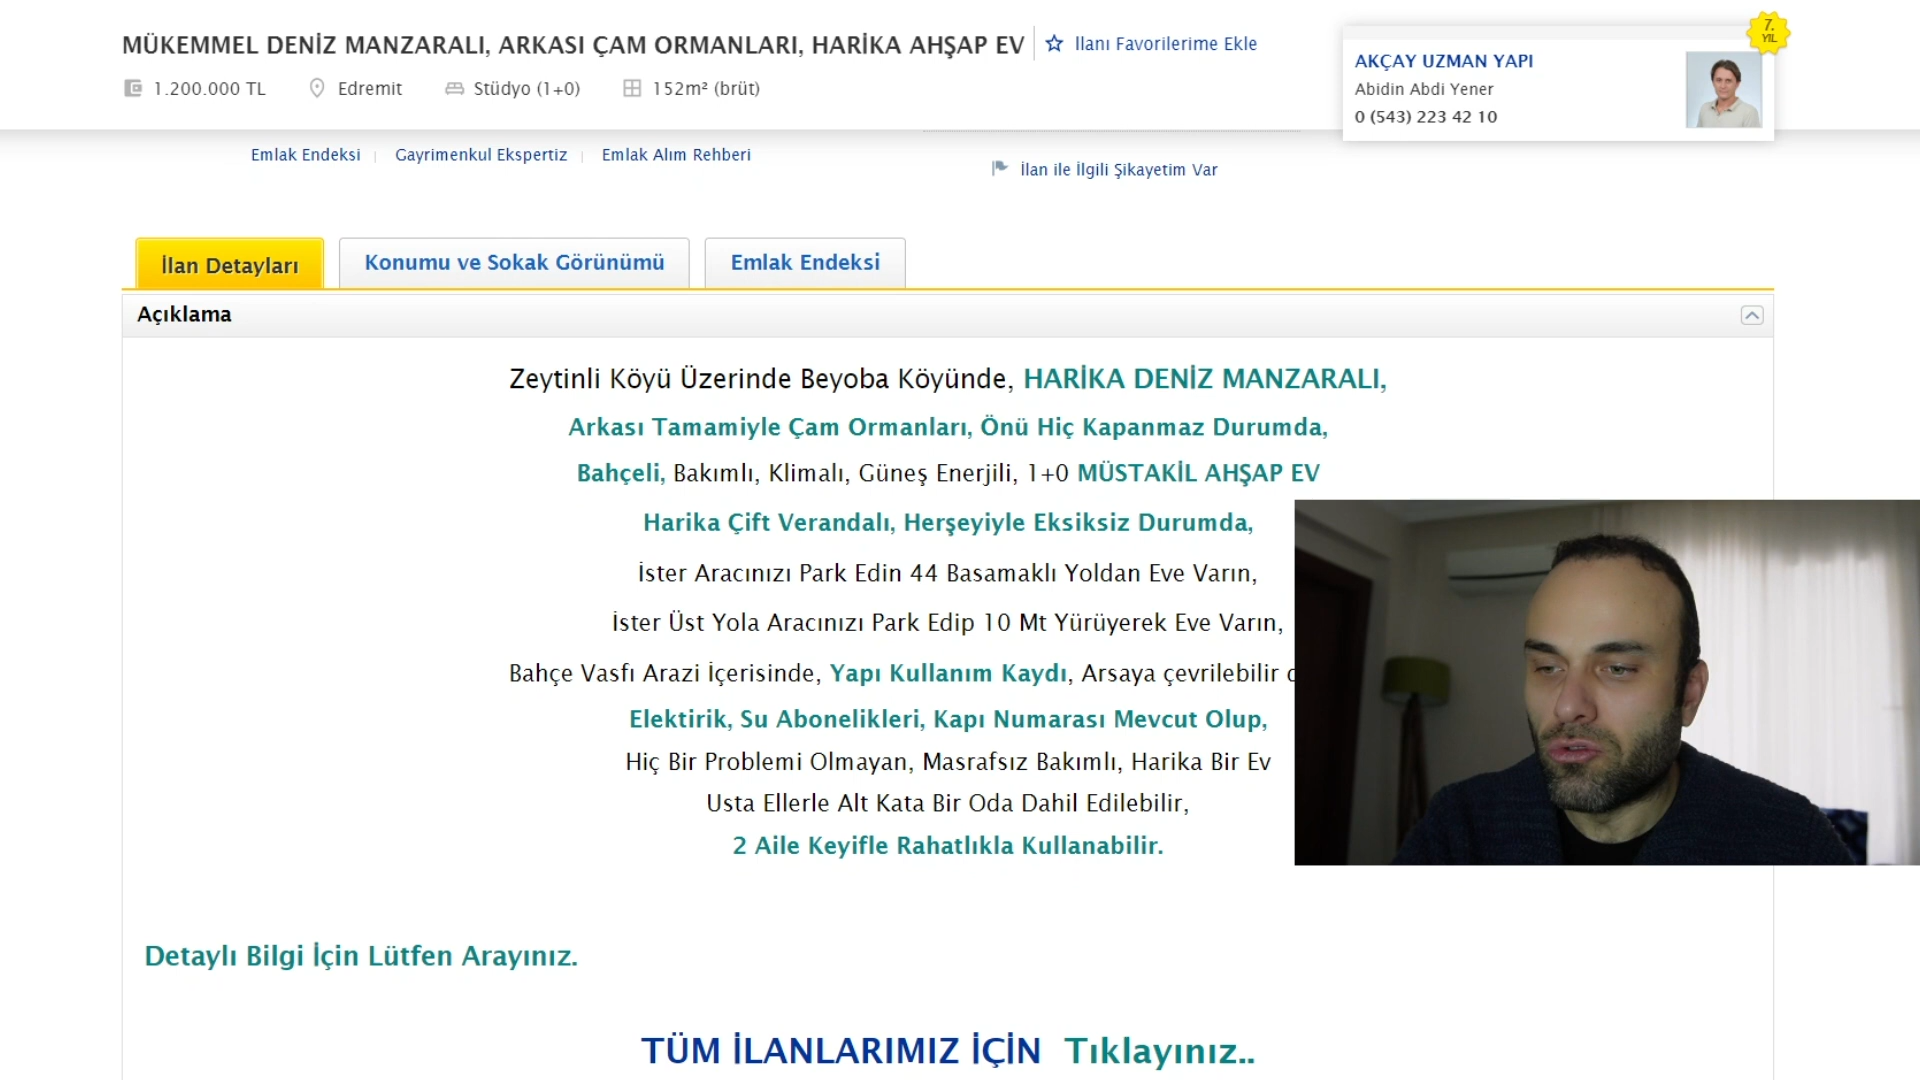 MÜKEMMEL DENİZ MANZARALI, ARKASI ÇAM ORMANLARI, HARİKA AHŞAP EV
İlanı Favorilerime Ekle
1.200.000 TL
Edremit
Stüdyo (1+0)
152m² (brüt)
7.
YIL
AKÇAY UZMAN YAPI
Abidin Abdi Yener
0 (543) 223 42 10
Emlak Endeksi
Gayrimenkul Ekspertiz
Emlak Alım Rehberi
İlan ile İlgili Şikayetim Var
İlan Detayları
Konumu ve Sokak Görünümü
Emlak Endeksi
Açıklama
Zeytinli Köyü Üzerinde Beyoba Köyünde, HARİKA DENİZ MANZARALI,
Arkası Tamamiyle Çam Ormanları, Önü Hiç Kapanmaz Durumda,
Bahçeli, Bakımlı, Klimalı, Güneş Enerjili, 1+0 MÜSTAKİL AHŞAP EV
Harika Çift Verandalı, Herşeyiyle Eksiksiz Durumda,
İster Aracınızı Park Edin 44 Basamaklı Yoldan Eve Varın,
İster Üst Yola Aracınızı Park Edip 10 Mt Yürüyerek Eve Varın,
Bahçe Vasfı Arazi İçerisinde, Yapı Kullanım Kaydı, Arsaya çevrilebilir
Elektirik, Su Abonelikleri, Kapı Numarası Mevcut Olup,
Hiç Bir Problemi Olmayan, Masrafsız Bakımlı, Harika Bir Ev
Usta Ellerle Alt Kata Bir Oda Dahil Edilebilir,
2 Aile Keyifle Rahatlıkla Kullanabilir.
Detaylı Bilgi İçin Lütfen Arayınız.
TÜM İLANLARIMIZ İÇİN Tıklayınız..